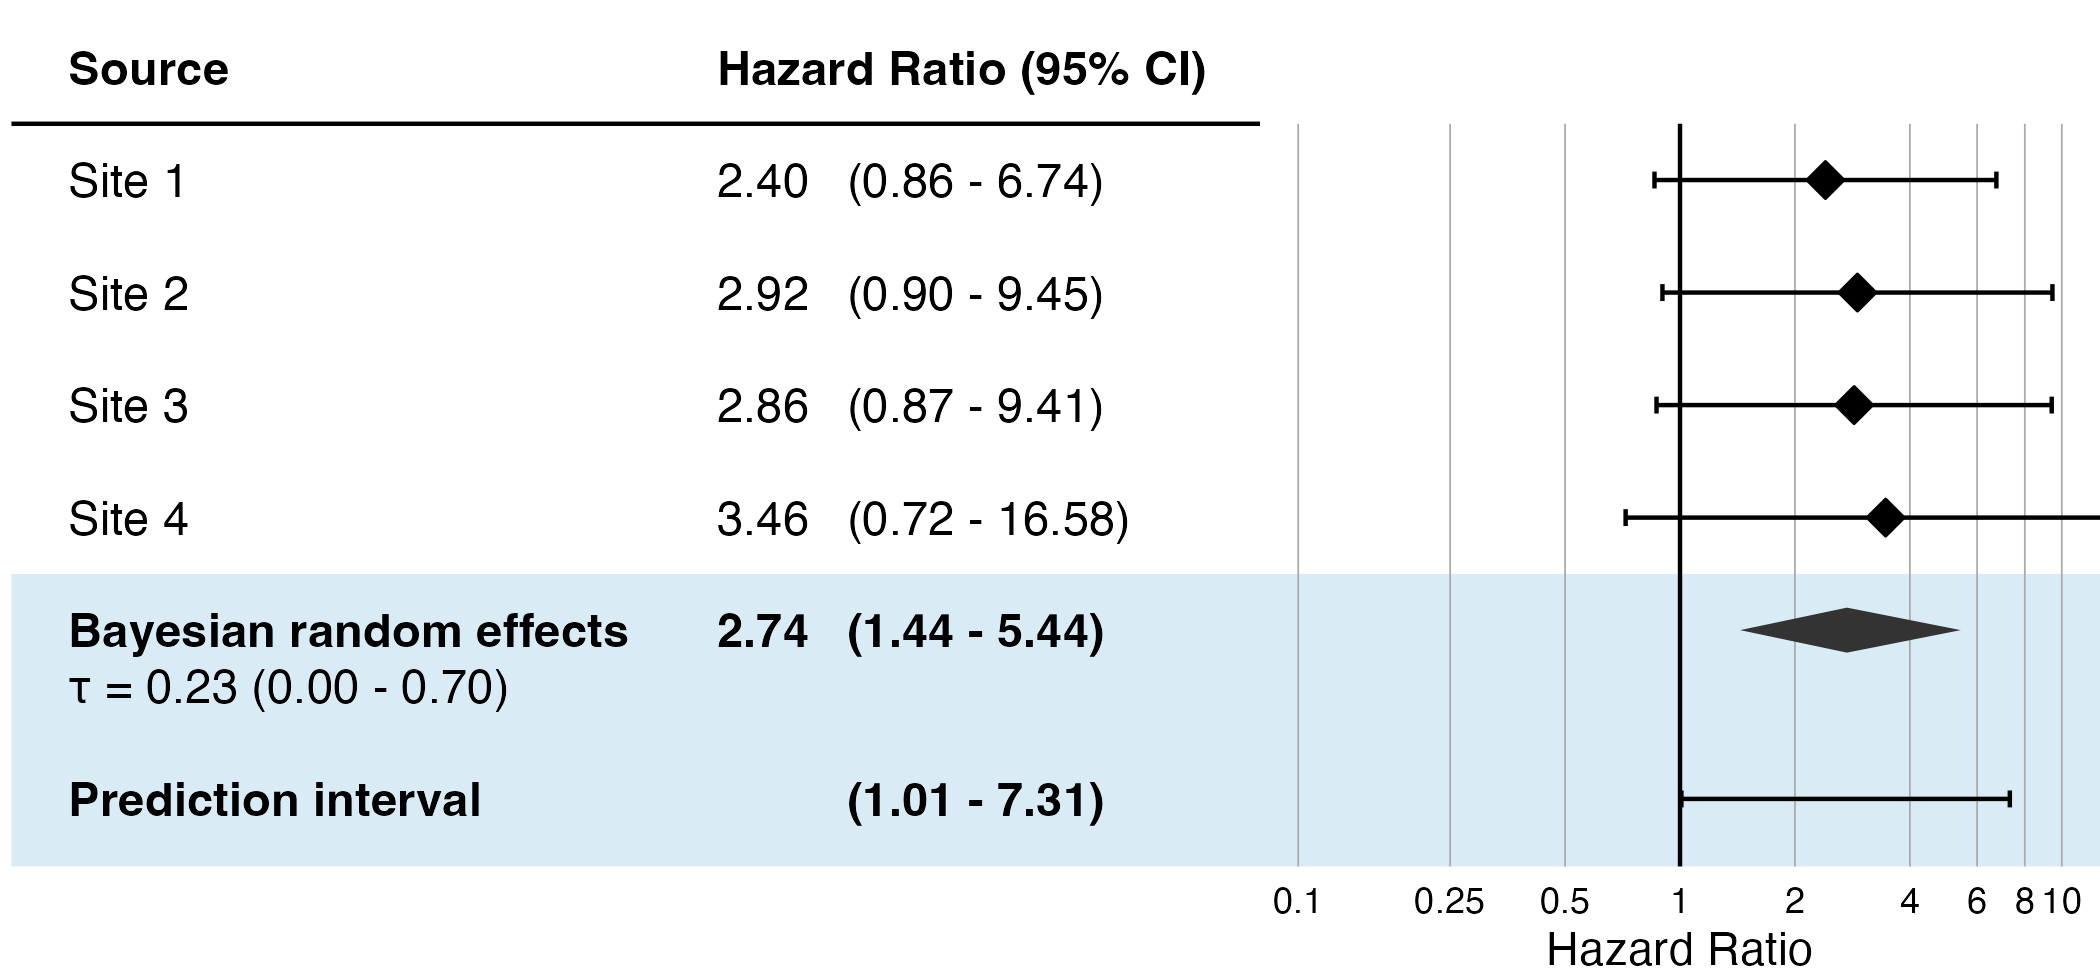 Source Hazard Ratio (95% CI)
Site 1 2.40 (0.86 - 6.74)
Site 2 2.92 (0.90 - 9.45)
Site 3 2.86 (0.87 - 9.41)
Site 4 3.46 (0.72 - 16.58)
Bayesian random effects 2.74 (1.44 - 5.44)
τ = 0.23 (0.00 - 0.70)
Prediction interval (1.01 - 7.31)
0.1 0.25 0.5 1 2 4 6 8 10
Hazard Ratio